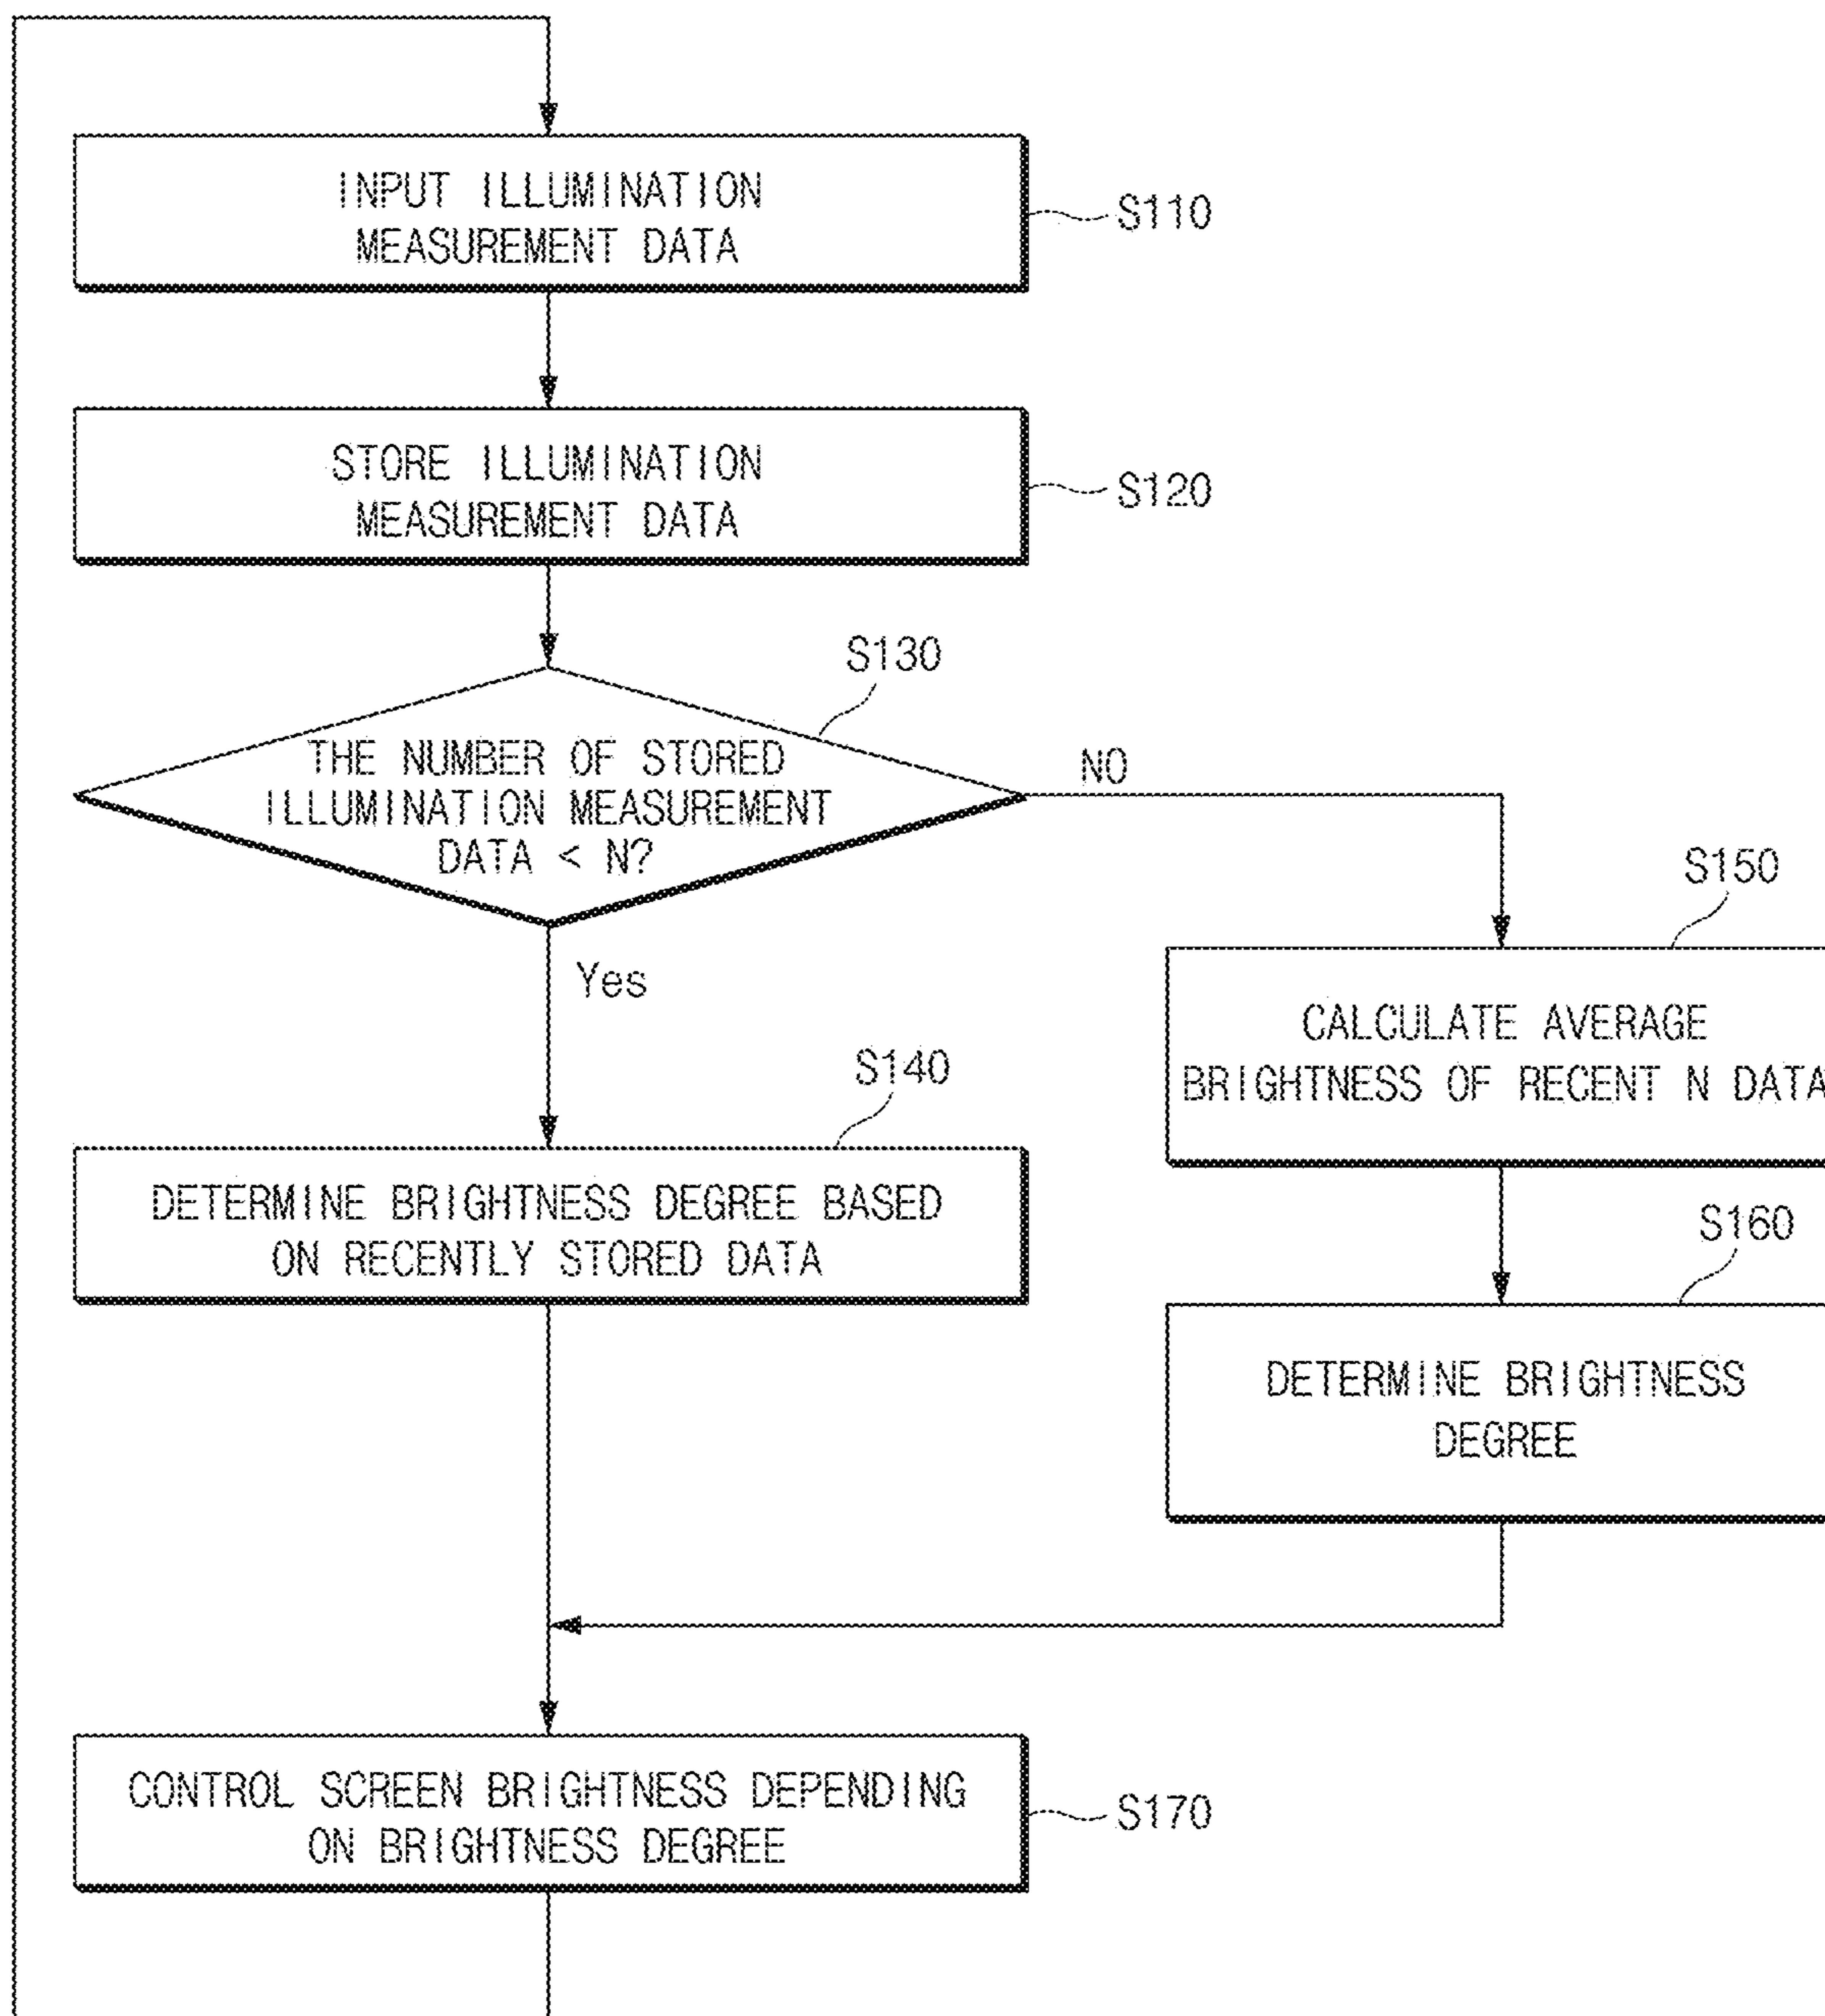 INPUT ILLUMINATION
MEASUREMENT DATA
S110
STORE ILLUMINATION
MEASUREMENT DATA
S120
S130
THE NUMBER OF STORED
ILLUMINATION MEASUREMENT
DATA < N?
NO
Yes
S150
CALCULATE AVERAGE
BRIGHTNESS OF RECENT N DATA
S140
DETERMINE BRIGHTNESS DEGREE BASED
ON RECENTLY STORED DATA
S160
DETERMINE BRIGHTNESS
DEGREE
CONTROL SCREEN BRIGHTNESS DEPENDING
ON BRIGHTNESS DEGREE
S170